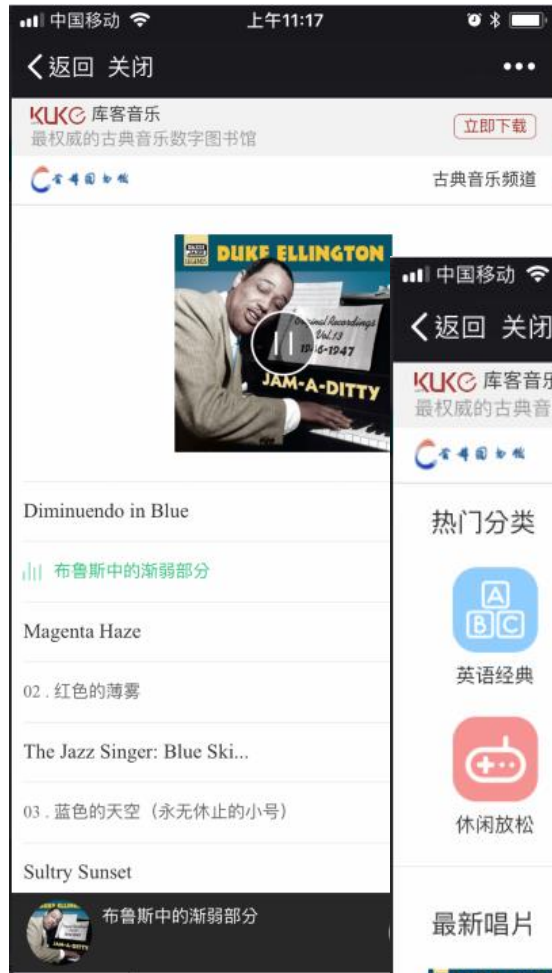 中国移动 上午11:17
返回 关闭
KUKE 库客音乐
最权威的古典音乐数字图书馆
立即下载
古典音乐频道
DUKE ELLINGTON
Original Recordings
Vol.13
1946-1947
JAM-A-DITTY
Diminuendo in Blue
布鲁斯中的渐弱部分
Magenta Haze
02 . 红色的薄雾
The Jazz Singer: Blue Ski...
03 . 蓝色的天空（永无休止的小号）
Sultry Sunset
布鲁斯中的渐弱部分
中国移动
返回 关闭
KUKE 库客音乐
最权威的古典音
热门分类
A
B C
英语经典
休闲放松
最新唱片